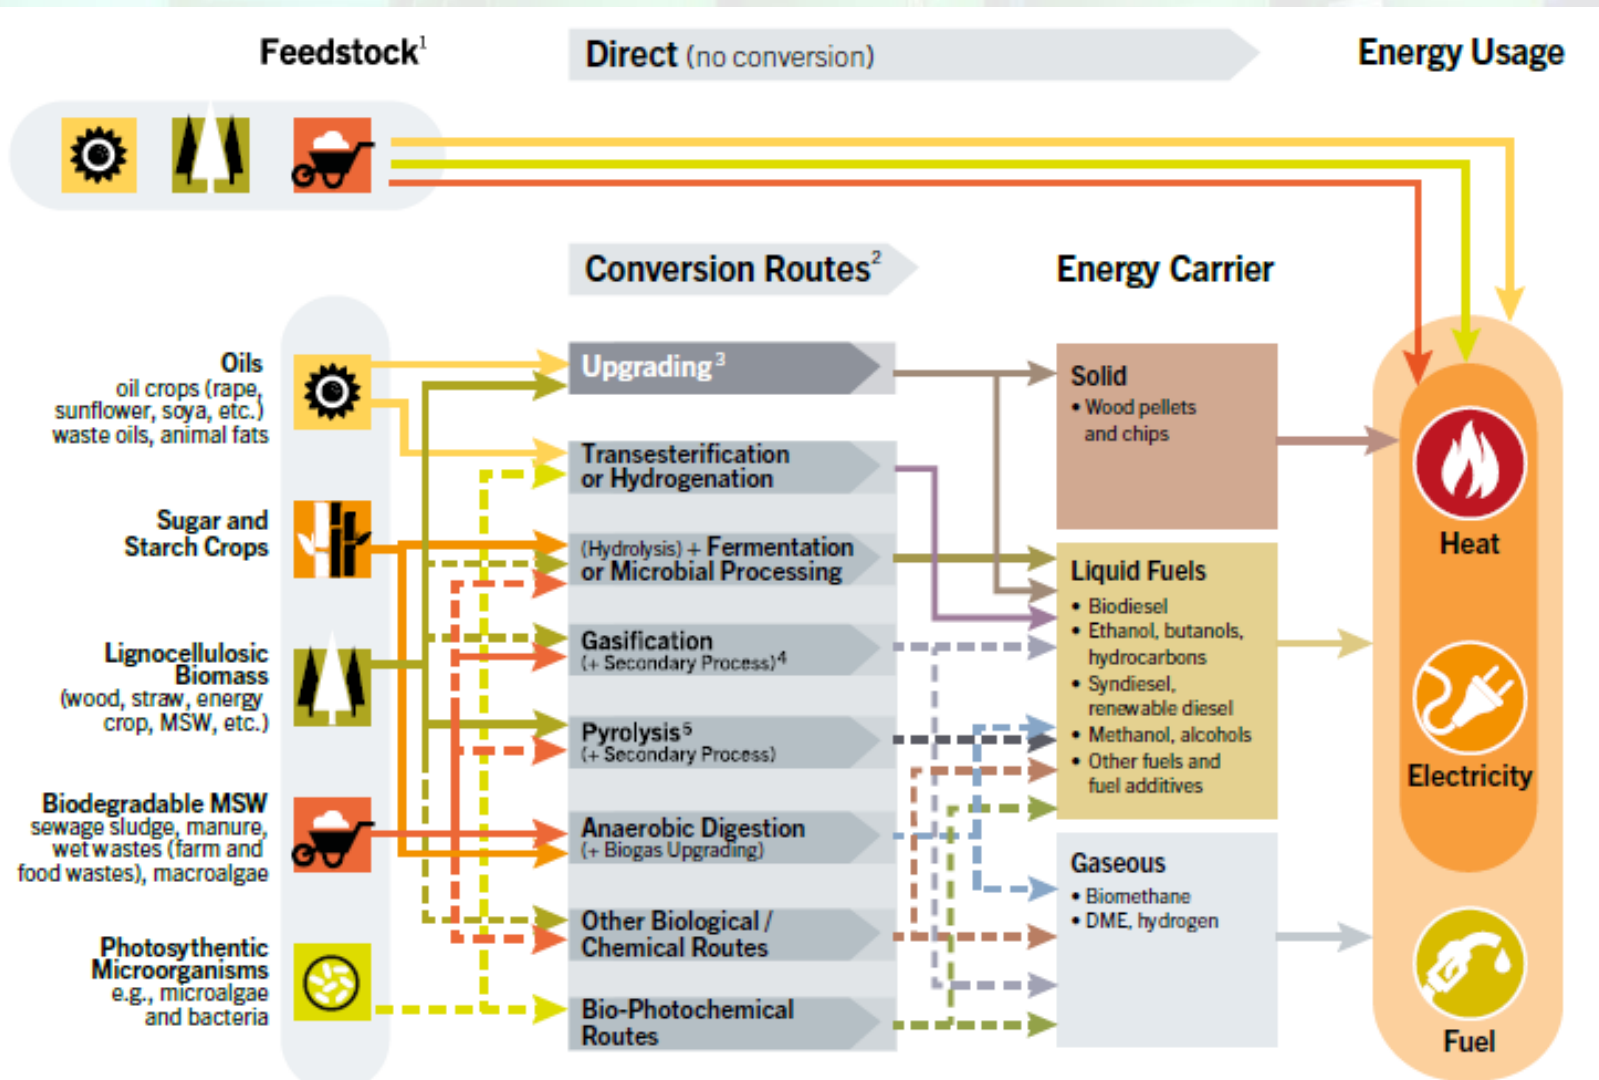 Feedstock¹
Direct (no conversion)
Energy Usage
Conversion Routes²
Energy Carrier
Oils
oil crops (rape,
sunflower, soya, etc.)
waste oils, animal fats
Sugar and
Starch Crops
Lignocellulosic
Biomass
(wood, straw, energy
crop, MSW, etc.)
Biodegradable MSW
sewage sludge, manure,
wet wastes (farm and
food wastes), macroalgae
Photosythentic
Microorganisms
e.g., microalgae
and bacteria
Upgrading³
Transesterification
or Hydrogenation
(Hydrolysis) + Fermentation
or Microbial Processing
Gasification
(+ Secondary Process)⁴
Pyrolysis⁵
(+ Secondary Process)
Anaerobic Digestion
(+ Biogas Upgrading)
Other Biological /
Chemical Routes
Bio-Photochemical
Routes
Solid
• Wood pellets
and chips
Liquid Fuels
• Biodiesel
• Ethanol, butanols,
hydrocarbons
• Syndiesel,
renewable diesel
• Methanol, alcohols
• Other fuels and
fuel additives
Gaseous
• Biomethane
• DME, hydrogen
Heat
Electricity
Fuel